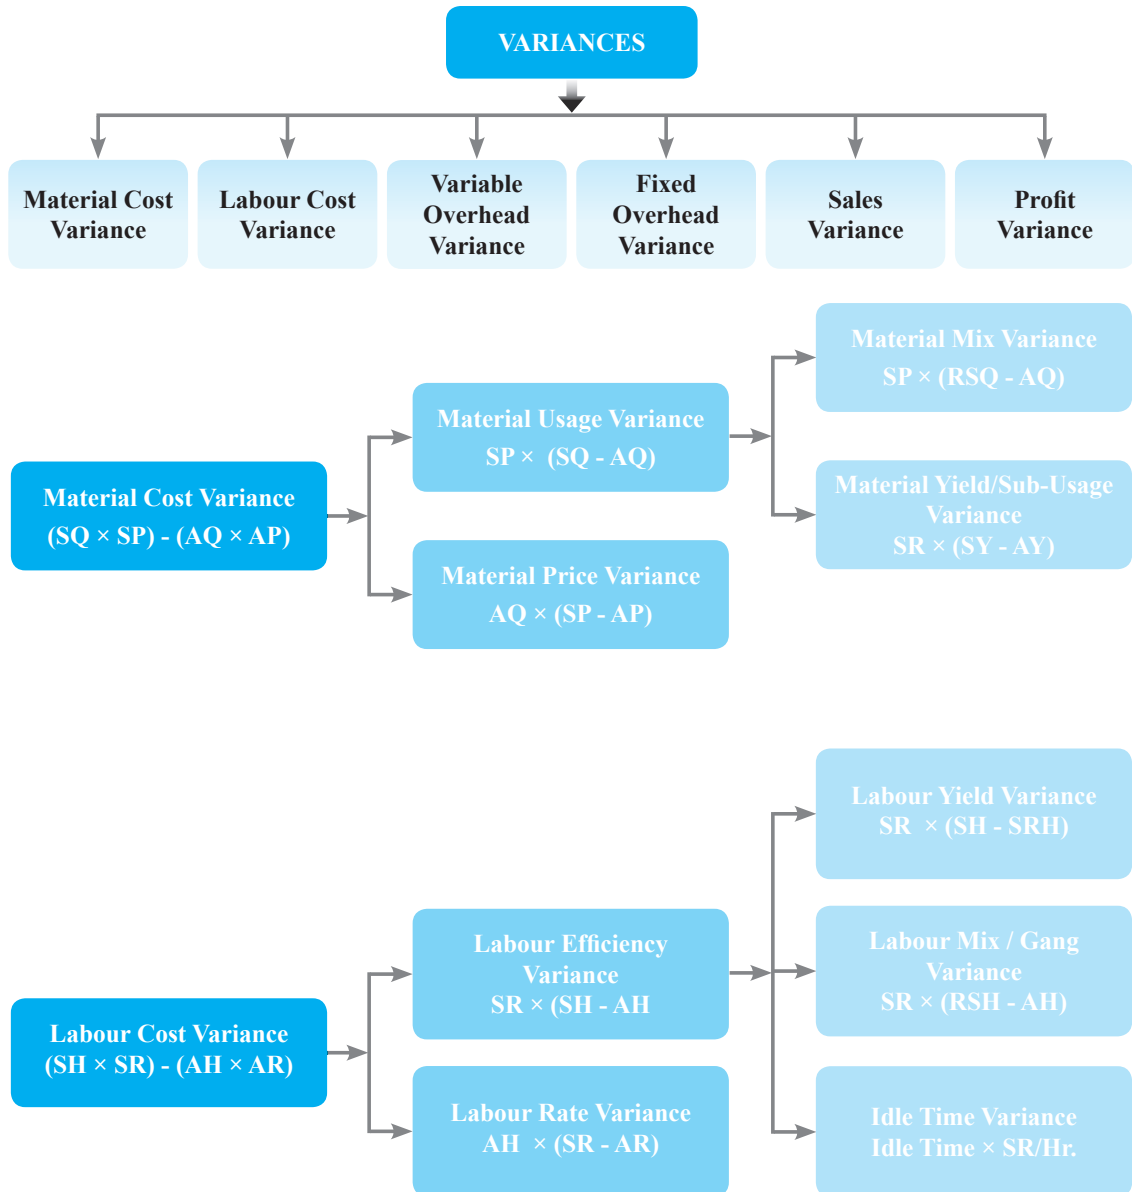 VARIANCES
Material Cost
Variance
Labour Cost
Variance
Variable
Overhead
Variance
Fixed
Overhead
Variance
Sales
Variance
Profit
Variance
Material Cost Variance
(SQ × SP) - (AQ × AP)
Material Usage Variance
SP × (SQ - AQ)
Material Price Variance
AQ × (SP - AP)
Material Mix Variance
SP × (RSQ - AQ)
Material Yield/Sub-Usage
Variance
SR × (SY - AY)
Labour Cost Variance
(SH × SR) - (AH × AR)
Labour Efficiency
Variance
SR × (SH - AH
Labour Rate Variance
AH × (SR - AR)
Labour Yield Variance
SR × (SH - SRH)
Labour Mix / Gang
Variance
SR × (RSH - AH)
Idle Time Variance
Idle Time × SR/Hr.